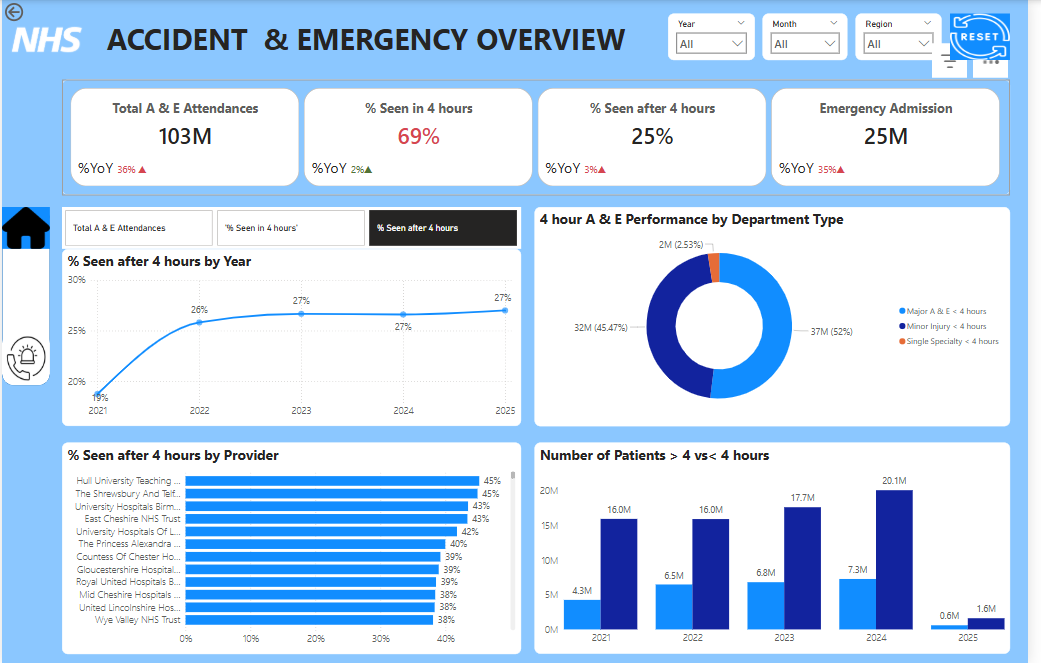 NHS ACCIDENT & EMERGENCY OVERVIEW
Year Month Region
All All All
RESET
Total A & E Attendances
103M
%YoY 36%▲
% Seen in 4 hours
69%
%YoY 2%▲
% Seen after 4 hours
25%
%YoY 3%▲
Emergency Admission
25M
%YoY 35%▲
Total A & E Attendances
'% Seen in 4 hours'
% Seen after 4 hours
% Seen after 4 hours by Year
30%
25%
20%
19%
26%
27%
27%
27%
2021 2022 2023 2024 2025
4 hour A & E Performance by Department Type
2M (2.53%)
32M (45.47%)
37M (52%)
Major A & E < 4 hours
Minor Injury < 4 hours
Single Specialty < 4 hours
% Seen after 4 hours by Provider
Hull University Teaching ... 45%
The Shrewsbury And Telf... 45%
University Hospitals Birm... 43%
East Cheshire NHS Trust 43%
University Hospitals Of L... 42%
The Princess Alexandra ... 40%
Countess Of Chester Ho... 39%
Gloucestershire Hospital... 39%
Royal United Hospitals B... 39%
Mid Cheshire Hospitals ... 38%
United Lincolnshire Hos... 38%
Wye Valley NHS Trust 38%
0% 10% 20% 30% 40%
Number of Patients > 4 vs< 4 hours
20M
15M
10M
5M
0M
4.3M 16.0M
6.5M 16.0M
6.8M 17.7M
7.3M 20.1M
0.6M 1.6M
2021 2022 2023 2024 2025